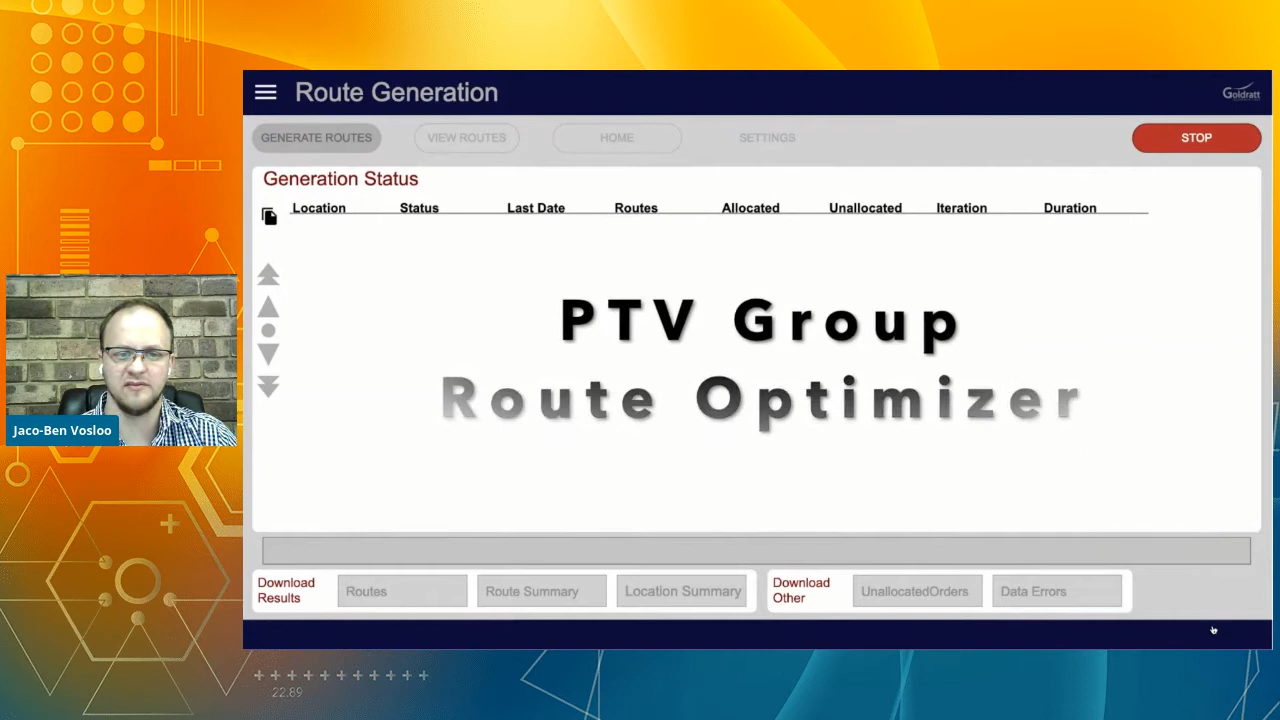 Route Generation
Goldratt
GENERATE ROUTES
VIEW ROUTES
HOME
SETTINGS
STOP
Generation Status
Location Status Last Date Routes Allocated Unallocated Iteration Duration
PTV Group
Route Optimizer
Jaco-Ben Vosloo
Download
Results
Routes
Route Summary
Location Summary
Download
Other
UnallocatedOrders
Data Errors
22.89